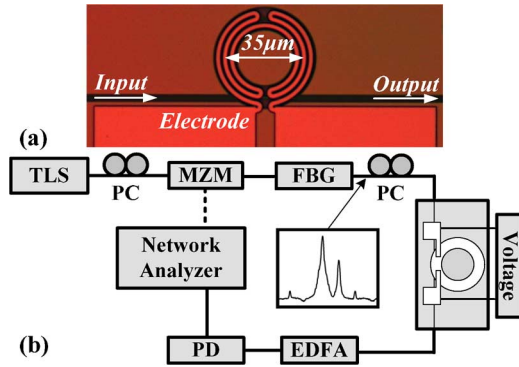 35μm
Input
Output
Electrode
(a)
TLS
PC
MZM
FBG
PC
Network
Analyzer
Voltage
PD
EDFA
(b)